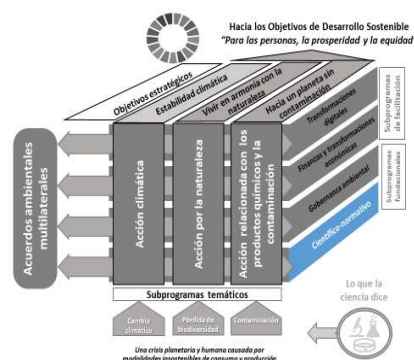 Hacia los Objetivos de Desarrollo Sostenible
"Para las personas, la prosperidad y la equidad
Objetivos estratégicos
Estabilidad climática
Vivir en armonía con la
naturaleza
Hacia un planeta sin
contaminación
Acuerdos ambientales
multilaterales
Acción climática
Acción por la naturaleza
Acción relacionada con los
productos químicos y la
contaminación
Transformaciones
digitales
Finanzas y transformaciones
económicas
Gobernanza ambiental
Científico-normativo
Subprogramas
de facilitación
Subprogramas
fundacionales
Subprogramas temáticos
Cambio
climático
Pérdida de
biodiversidad
Contaminación
Lo que la
ciencia dice
Una crisis planetaria y humana causada por
modalidades insostenibles de consumo y producción